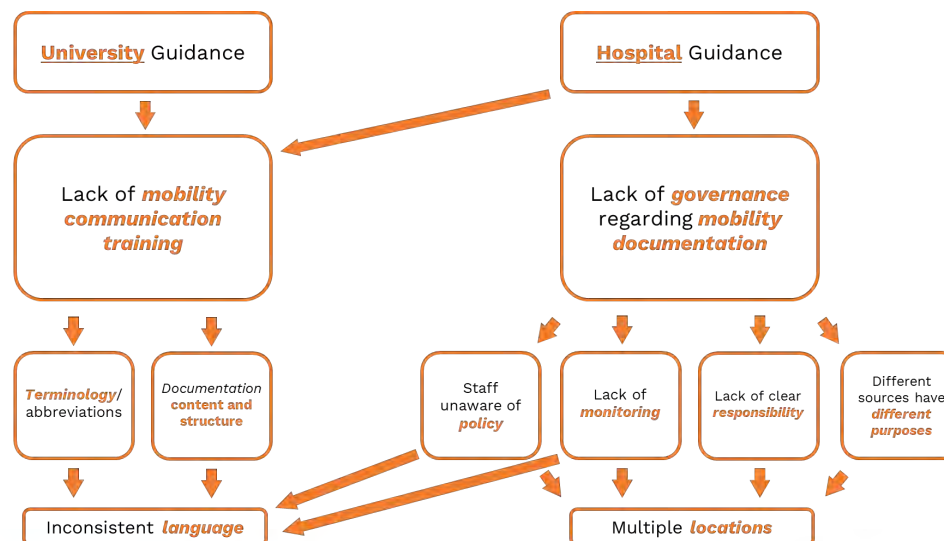 University Guidance
Hospital Guidance
Lack of mobility
communication
training
Lack of governance
regarding mobility
documentation
Terminology/
abbreviations
Documentation
content and
structure
Staff
unaware of
policy
Lack of
monitoring
Lack of clear
responsibility
Different
sources have
different
purposes
Inconsistent language
Multiple locations